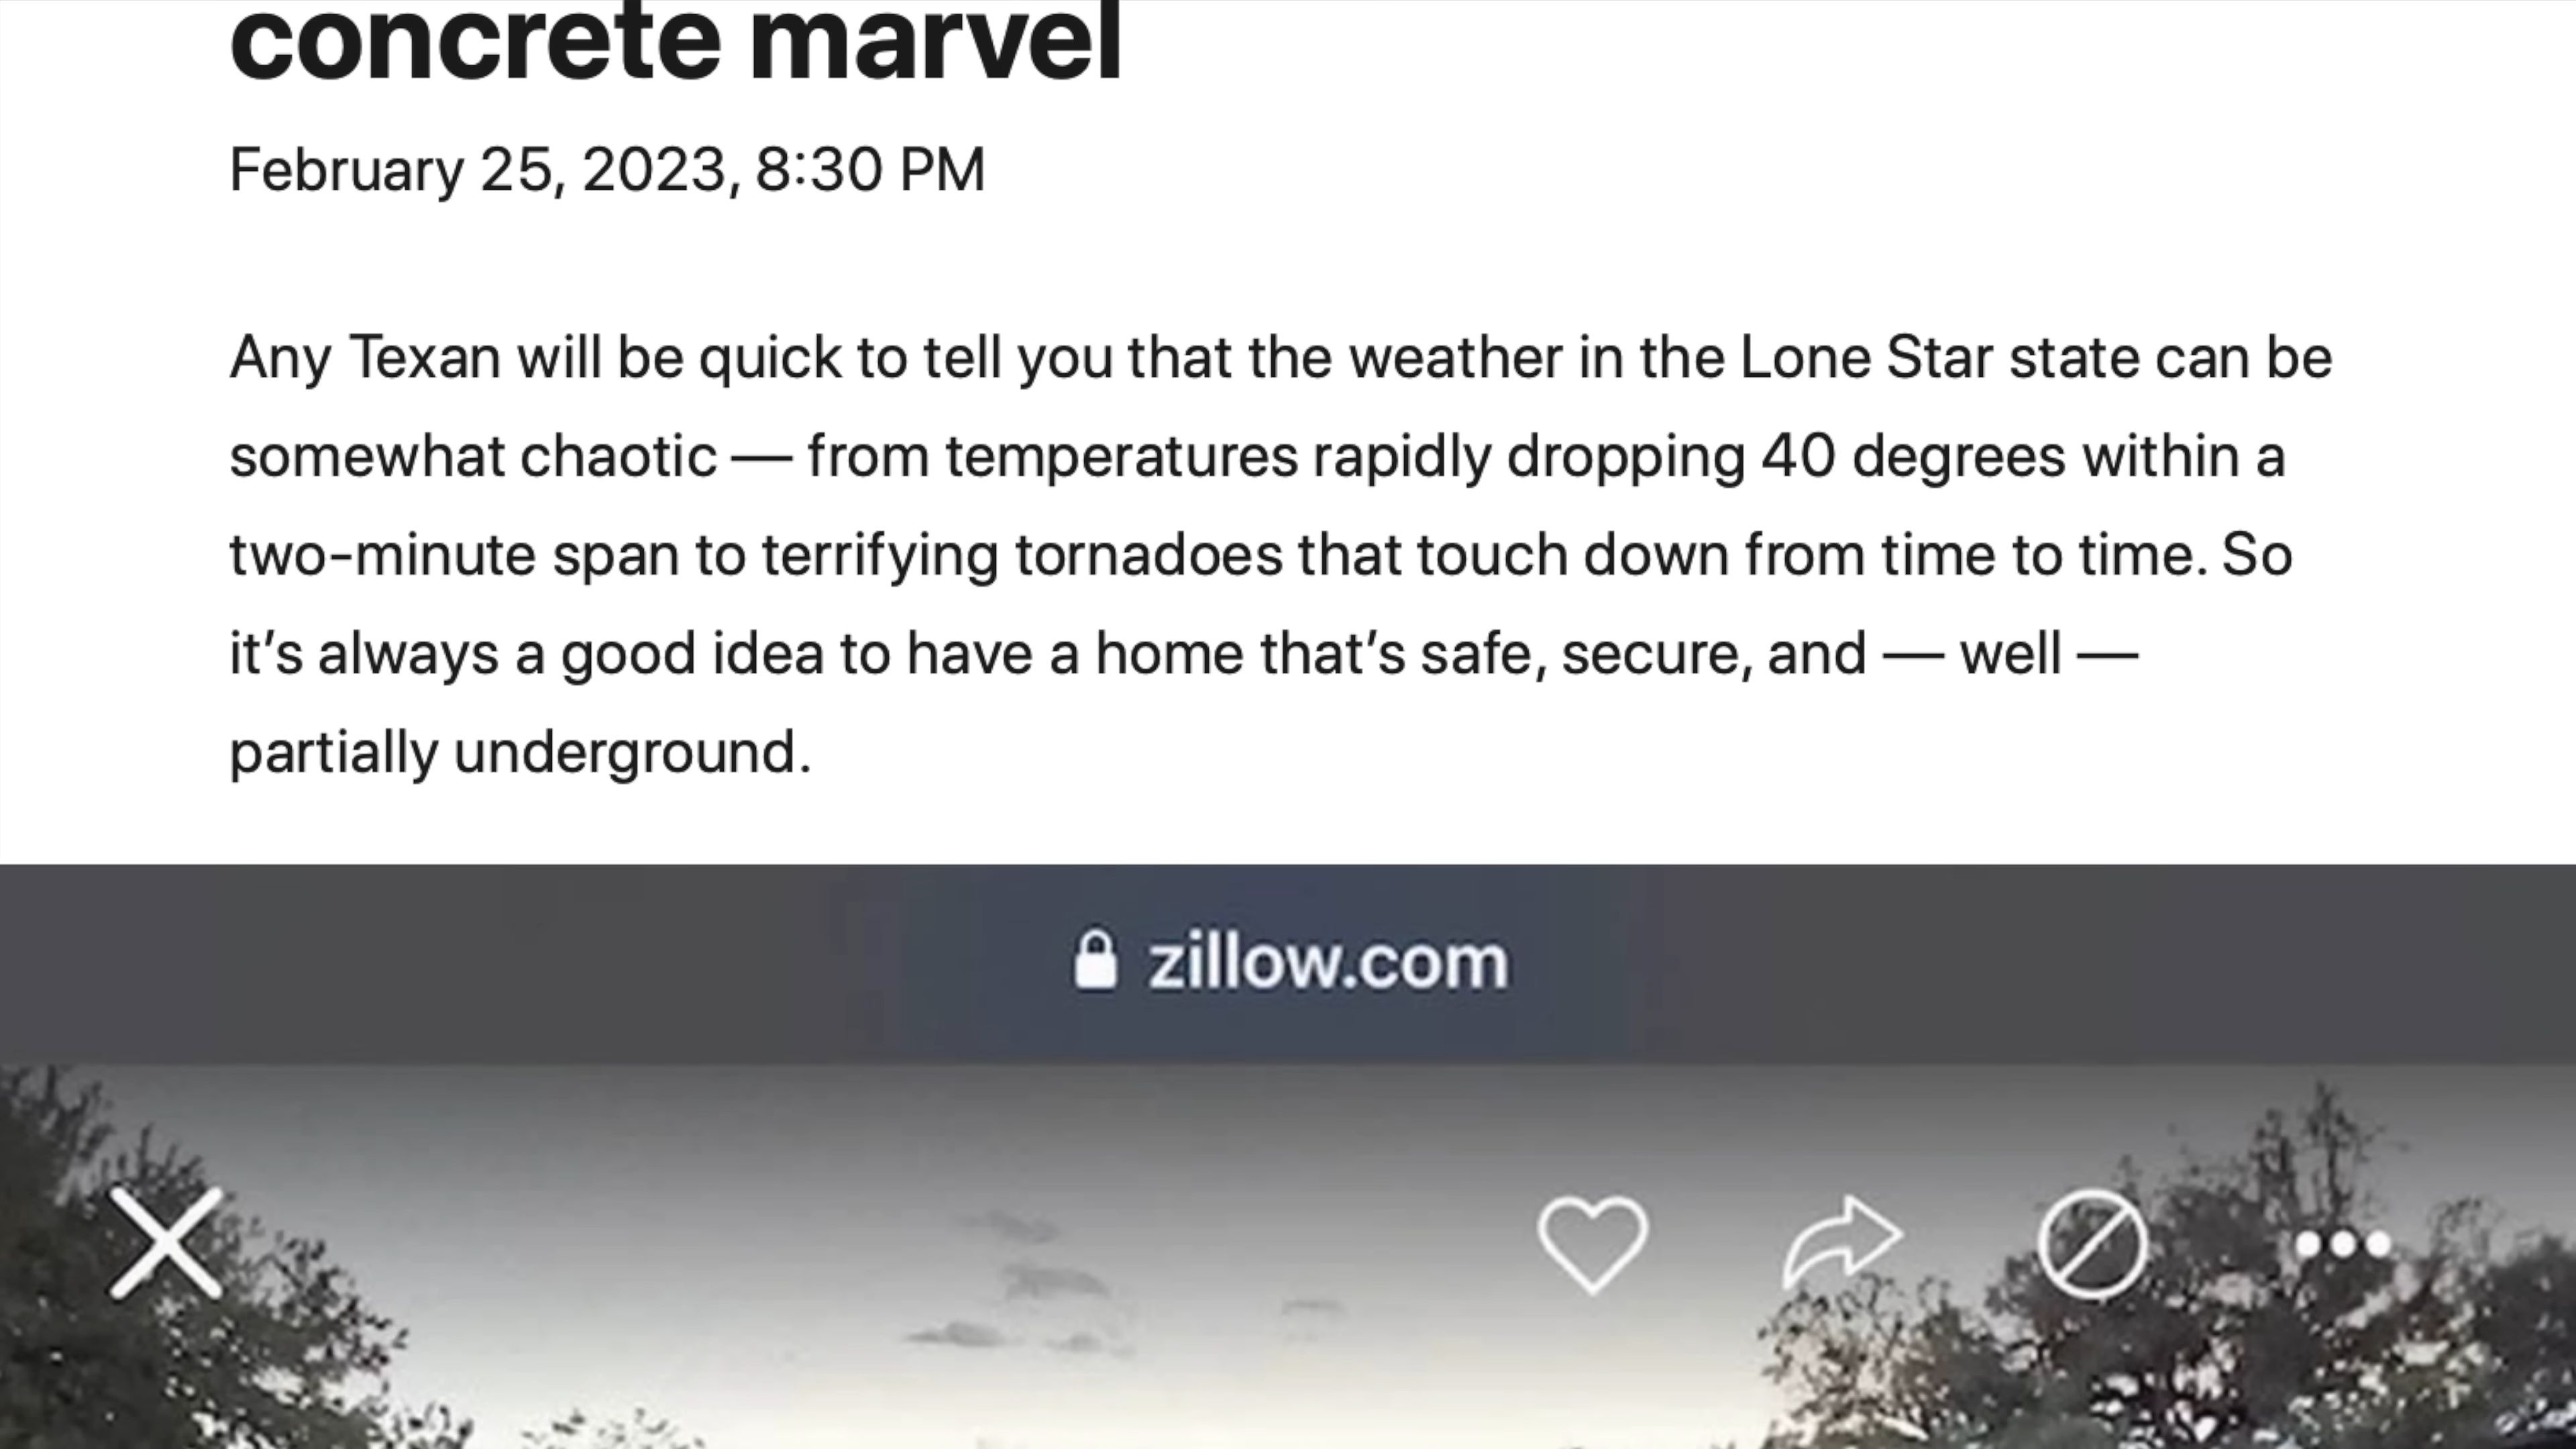 concrete marvel
February 25, 2023, 8:30 PM
Any Texan will be quick to tell you that the weather in the Lone Star state can be
somewhat chaotic — from temperatures rapidly dropping 40 degrees within a
two-minute span to terrifying tornadoes that touch down from time to time. So
it’s always a good idea to have a home that’s safe, secure, and — well —
partially underground.
zillow.com